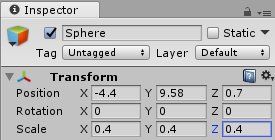 Inspector
Sphere Static
Tag Untagged Layer Default
Transform
Position X -4.4 Y 9.58 Z 0.7
Rotation X 0 Y 0 Z 0
Scale X 0.4 Y 0.4 Z 0.4